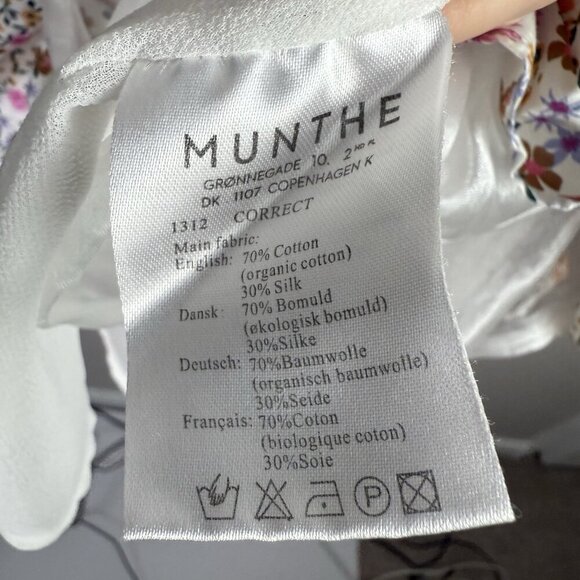 MUNTHE
GRØNNEGADE 10. 2ND FL
DK 1107 COPENHAGEN K
1312 CORRECT
Main fabric:
English: 70% Cotton
(organic cotton)
30% Silk
Dansk: 70% Bomuld
(økologisk bomuld)
30%Silke
Deutsch: 70%Baumwolle
(organisch baumwolle)
30%Seide
Français: 70%Coton
(biologique coton)
30%Soie
P